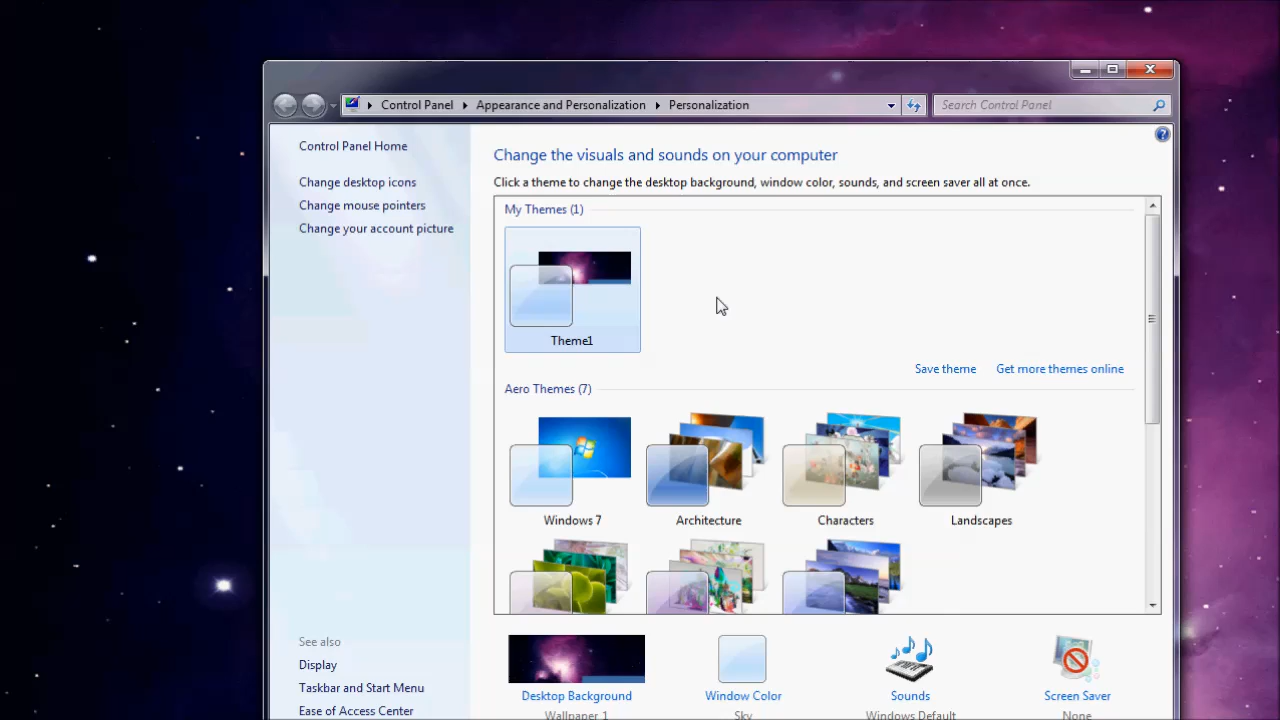 Control Panel Appearance and Personalization Personalization
Search Control Panel
Control Panel Home
Change desktop icons
Change mouse pointers
Change your account picture
See also
Display
Taskbar and Start Menu
Ease of Access Center
Change the visuals and sounds on your computer
Click a theme to change the desktop background, window color, sounds, and screen saver all at once.
My Themes (1)
Theme1
Save theme Get more themes online
Aero Themes (7)
Windows 7 Architecture Characters Landscapes
Desktop Background Window Color Sounds Screen Saver
Wallpaper 1 Sky Windows Default None